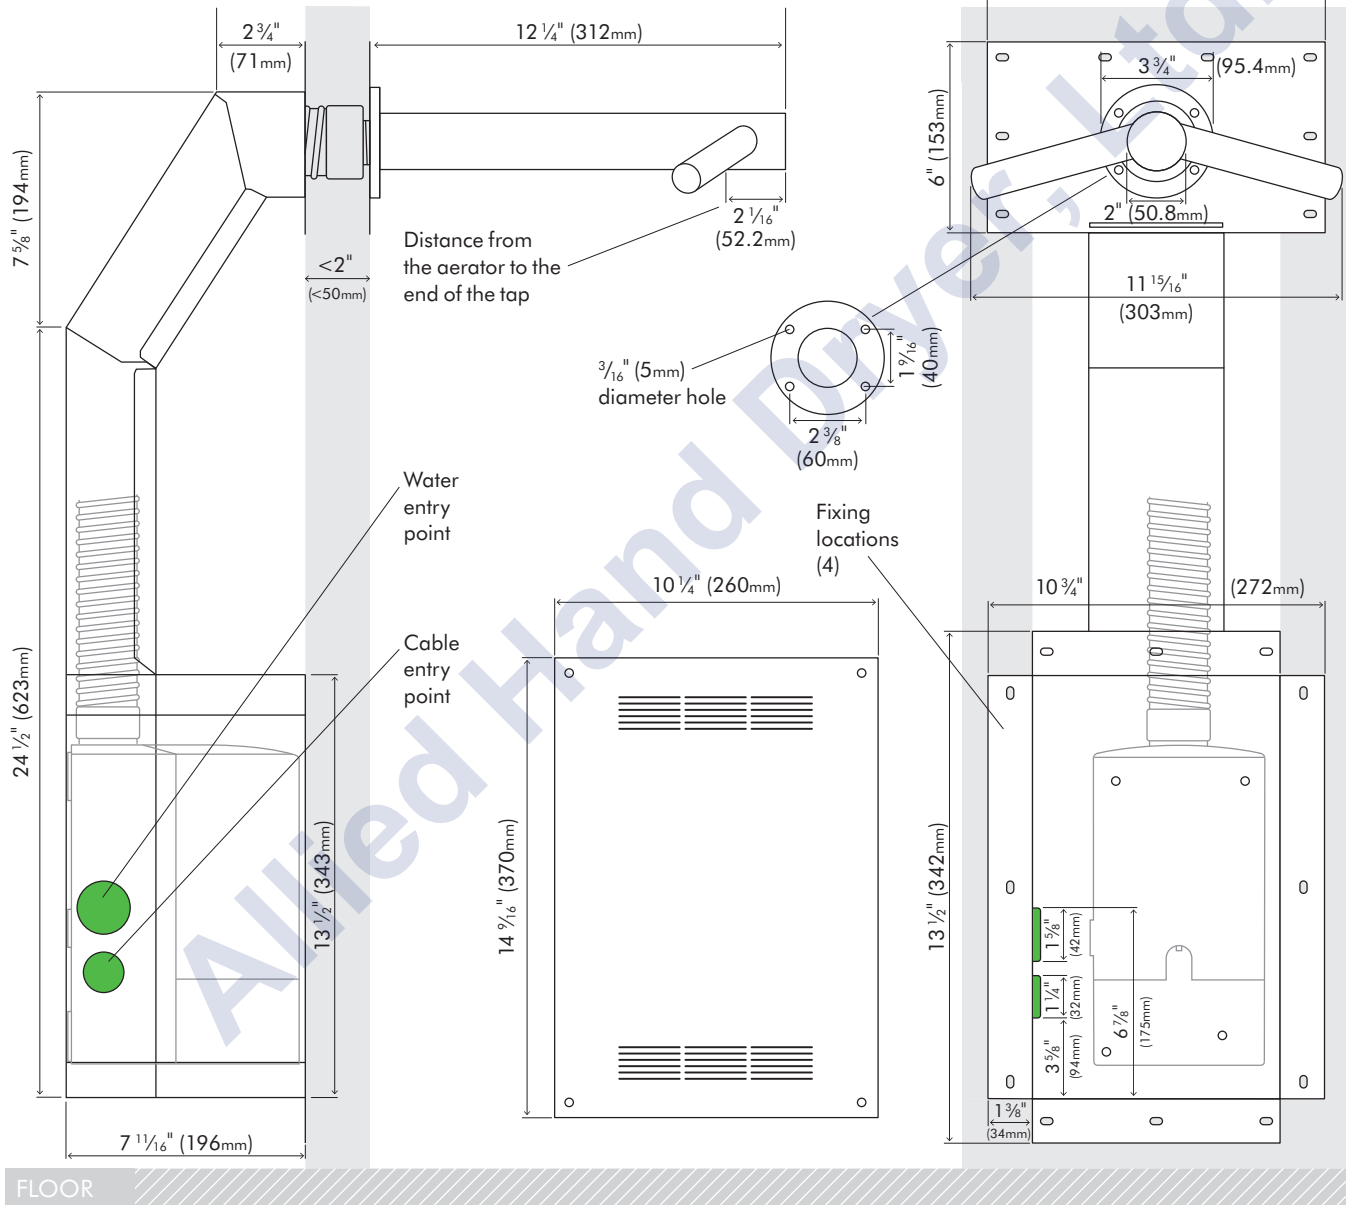 2 3/4"
(71mm)
12 1/4" (312mm)
3 3/4" (95.4mm)
6" (153mm)
7 5/8" (194mm)
2 1/16"
(52.2mm)
2" (50.8mm)
Distance from
the aerator to the
end of the tap
<2"
(<50mm)
11 15/16"
(303mm)
3/16" (5mm)
diameter hole
1 9/16"
(40mm)
2 3/8"
(60mm)
Water
entry
point
Fixing
locations
(4)
10 1/4" (260mm)
10 3/4" (272mm)
Cable
entry
point
24 1/2" (623mm)
13 1/2" (343mm)
14 9/16" (370mm)
13 1/2" (342mm)
1 5/8"
(42mm)
1 1/4"
(32mm)
6 7/8"
(175mm)
3 5/8"
(94mm)
1 3/8"
(34mm)
7 11/16" (196mm)
FLOOR
Allied Hand Dryer, Ltd.